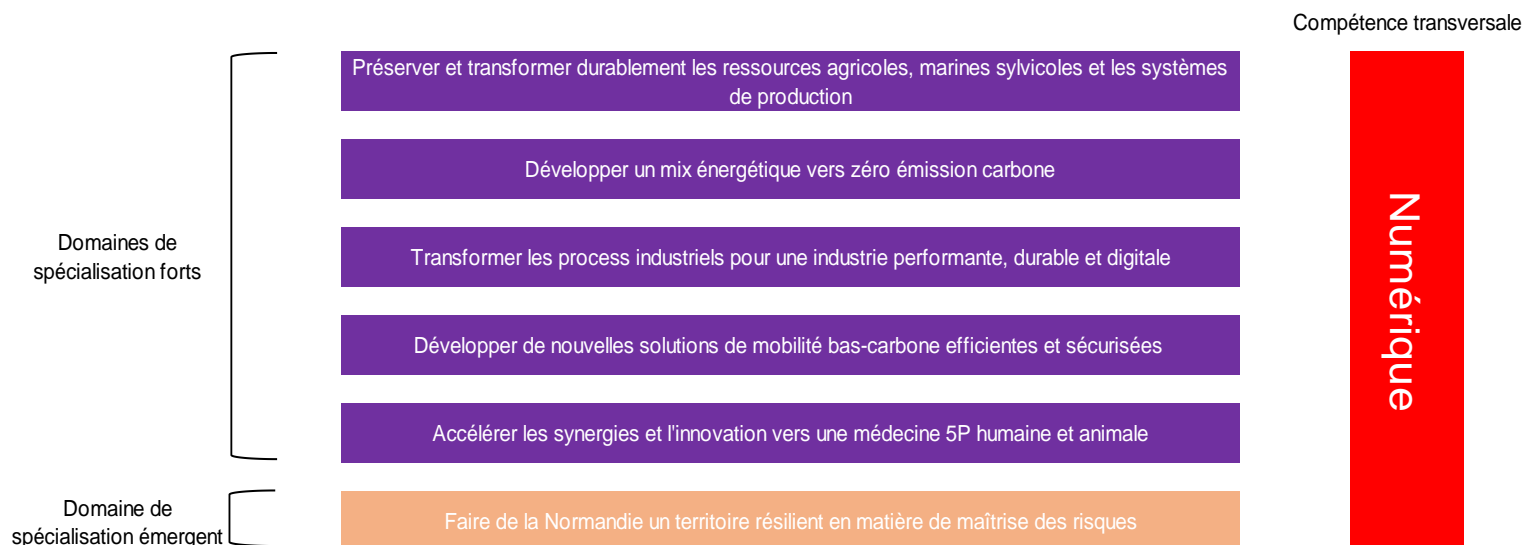 Compétence transversale
Préserver et transformer durablement les ressources agricoles, marines sylvicoles et les systèmes
de production
Développer un mix énergétique vers zéro émission carbone
Domaines de
spécialisation forts
Transformer les process industriels pour une industrie performante, durable et digitale
Développer de nouvelles solutions de mobilité bas-carbone efficientes et sécurisées
Accélérer les synergies et l'innovation vers une médecine 5P humaine et animale
Domaine de
spécialisation émergent
Faire de la Normandie un territoire résilient en matière de maîtrise des risques
Numérique